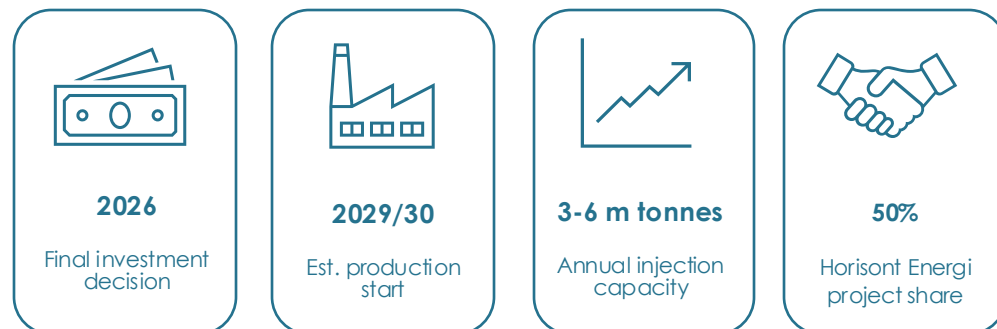 2026
Final investment
decision
2029/30
Est. production
start
3-6 m tonnes
Annual injection
capacity
50%
Horisont Energi
project share